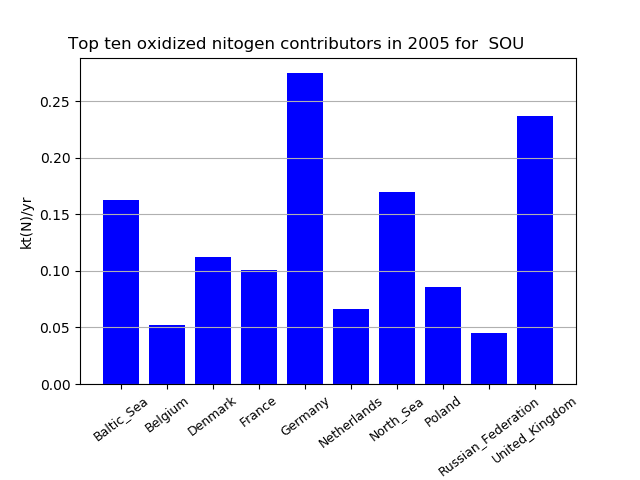 Top ten oxidized nitogen contributors in 2005 for  SOU
kt(N)/yr
0.25
0.20
0.15
0.10
0.05
0.00
Baltic_Sea
Belgium
Denmark
France
Germany
Netherlands
North_Sea
Poland
Russian_Federation
United_Kingdom